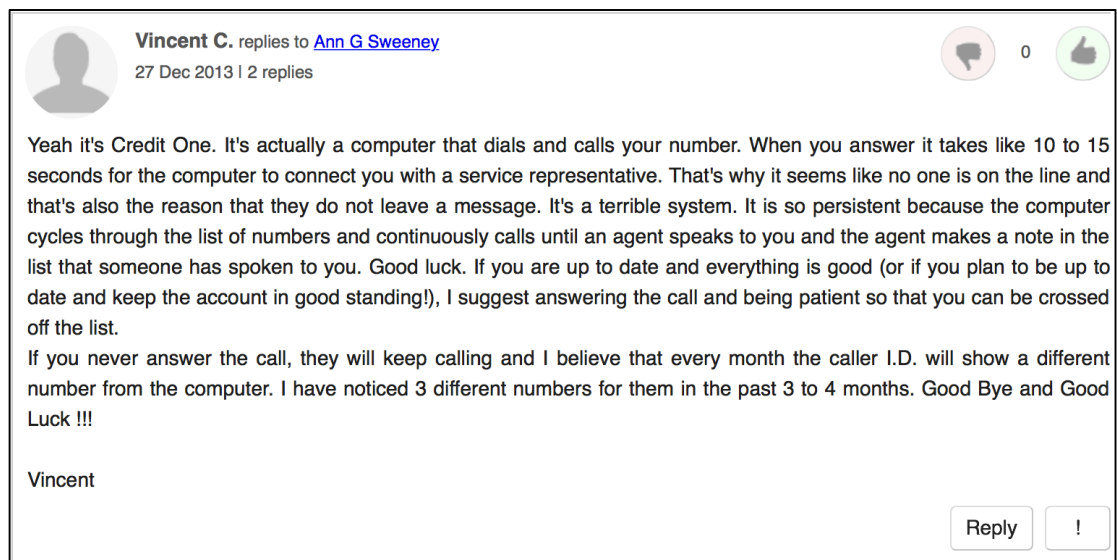 Vincent C. replies to Ann G Sweeney
0
27 Dec 2013 l 2 replies
Yeah it's Credit One. It's actually a computer that dials and calls your number. When you answer it takes like 10 to 15
seconds for the computer to connect you with a service representative. That's why it seems like no one is on the line and
that's also the reason that they do not leave a message. It's a terrible system. It is so persistent because the computer
cycles through the list of numbers and continuously calls until an agent speaks to you and the agent makes a note in the
list that someone has spoken to you. Good luck. If you are up to date and everything is good (or if you plan to be up to
date and keep the account in good standing!), I suggest answering the call and being patient so that you can be crossed
off the list.
If you never answer the call, they will keep calling and I believe that every month the caller I.D. will show a different
number from the computer. I have noticed 3 different numbers for them in the past 3 to 4 months. Good Bye and Good
Luck !!!
Vincent
Reply !